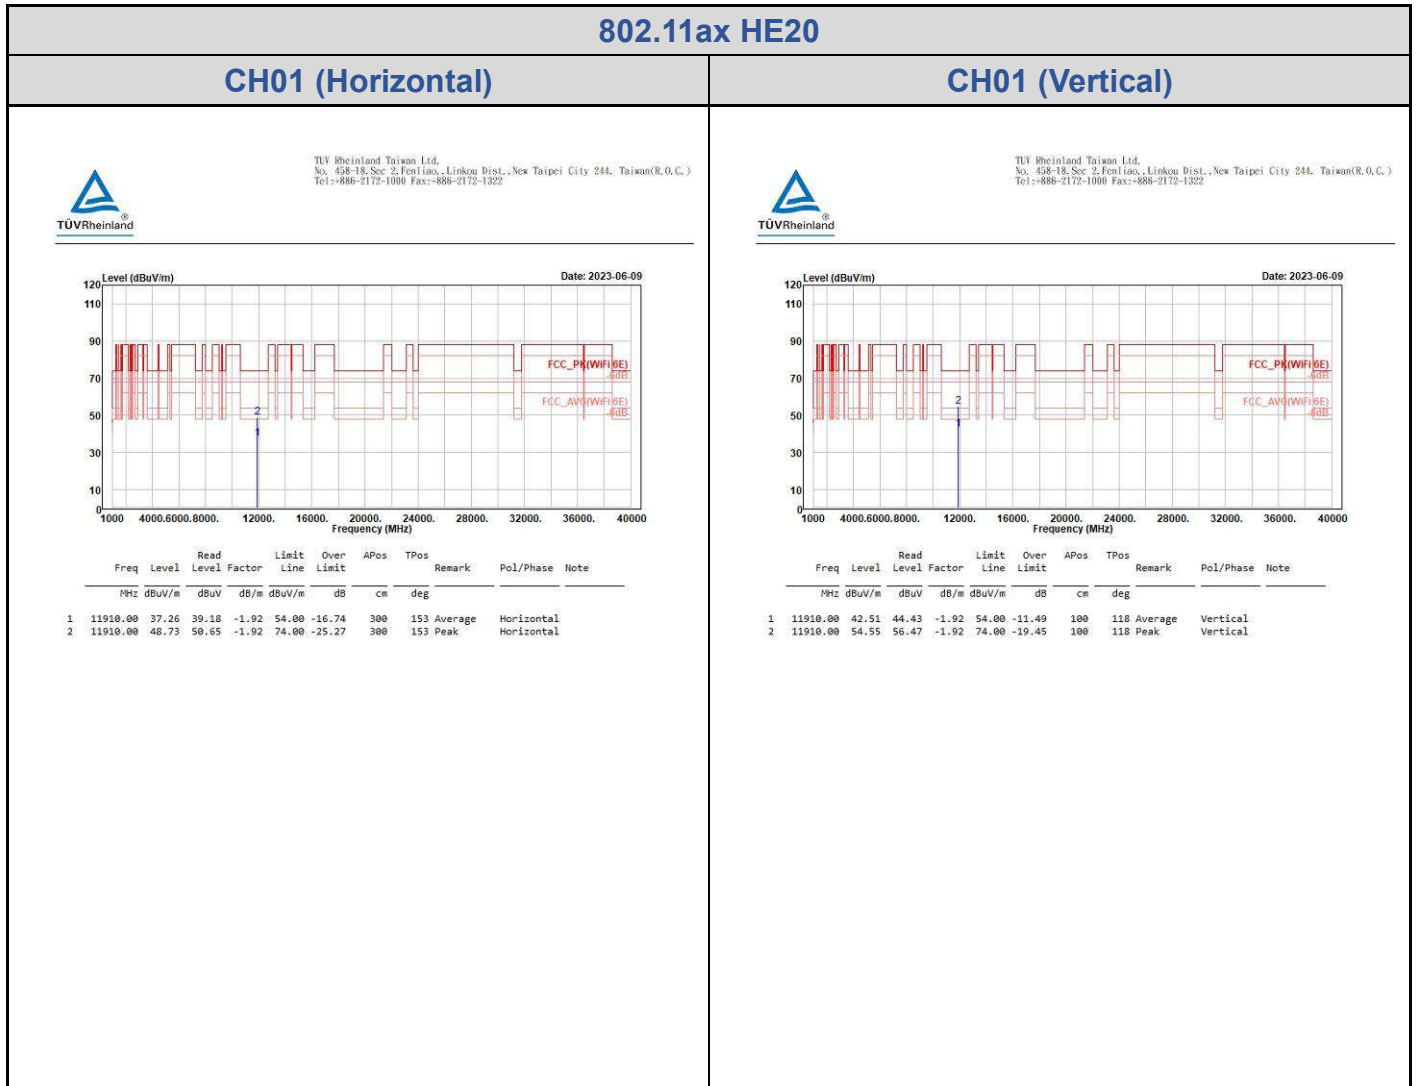 802.11ax HE20
CH01 (Horizontal)
TUV Rheinland Taiwan Ltd.
No. 458-18. Sec 2. Fenliao.. Linkou Dist.. New Taipei City 244. Taiwan(R.O.C.)
Tel:+886-2172-1000 Fax:+886-2172-1322
®
TÜVRheinland
Level (dBuV/m)
Date: 2023-06-09
120
110
90
FCC_PK(WiFi 6E)
-6dB
70
FCC_AVG(WiFi 6E)
-6dB
50
2
1
30
10
0
1000 4000.6000.8000. 12000. 16000. 20000. 24000. 28000. 32000. 36000. 40000
Frequency (MHz)
Read Limit Over APos TPos
Freq Level Level Factor Line Limit Remark Pol/Phase Note
MHz dBuV/m dBuV dB/m dBuV/m dB cm deg
1 11910.00 37.26 39.18 -1.92 54.00 -16.74 300 153 Average Horizontal
2 11910.00 48.73 50.65 -1.92 74.00 -25.27 300 153 Peak Horizontal
CH01 (Vertical)
TUV Rheinland Taiwan Ltd.
No. 458-18. Sec 2. Fenliao.. Linkou Dist.. New Taipei City 244. Taiwan(R.O.C.)
Tel:+886-2172-1000 Fax:+886-2172-1322
®
TÜVRheinland
Level (dBuV/m)
Date: 2023-06-09
120
110
90
FCC_PK(WiFi 6E)
-6dB
70
FCC_AVG(WiFi 6E)
-6dB
50
2
1
30
10
0
1000 4000.6000.8000. 12000. 16000. 20000. 24000. 28000. 32000. 36000. 40000
Frequency (MHz)
Read Limit Over APos TPos
Freq Level Level Factor Line Limit Remark Pol/Phase Note
MHz dBuV/m dBuV dB/m dBuV/m dB cm deg
1 11910.00 42.51 44.43 -1.92 54.00 -11.49 100 118 Average Vertical
2 11910.00 54.55 56.47 -1.92 74.00 -19.45 100 118 Peak Vertical